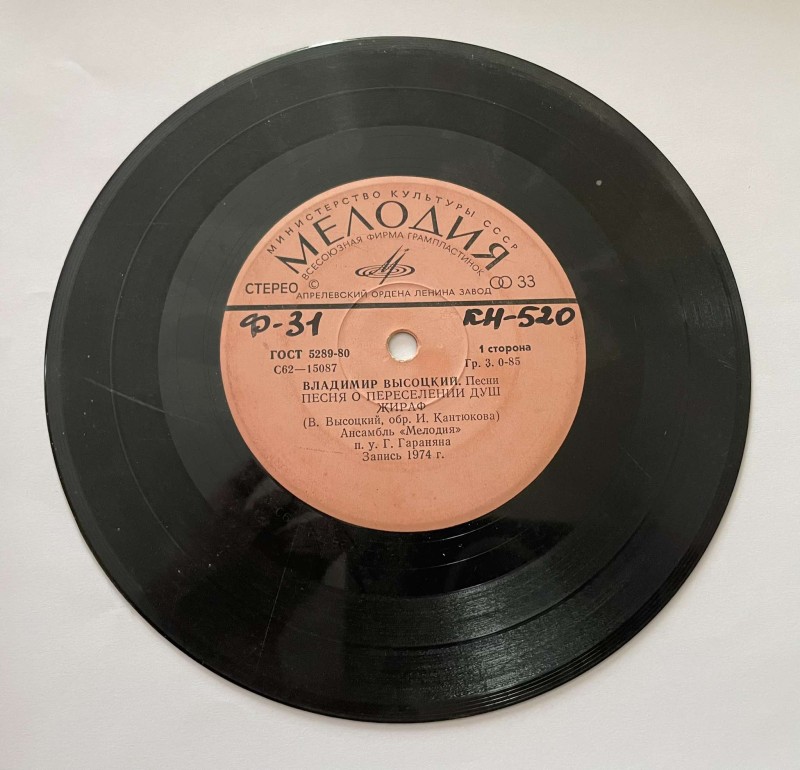 МИНИСТЕРСТВО КУЛЬТУРЫ СССР
МЕЛОДИЯ
ВСЕСОЮЗНАЯ ФИРМА ГРАМПЛАСТИНОК
СТЕРЕО © 33
АПРЕЛЕВСКИЙ ОРДЕНА ЛЕНИНА ЗАВОД
Ф-31 КН-520
ГОСТ 5289-80 1 сторона
С62—15087 Гр. 3. 0-85
ВЛАДИМИР ВЫСОЦКИЙ. Песни
ПЕСНЯ О ПЕРЕСЕЛЕНИИ ДУШ
ЖИРАФ
(В. Высоцкий, обр. И. Кантюкова)
Ансамбль «Мелодия»
п. у. Г. Гараняна
Запись 1974 г.